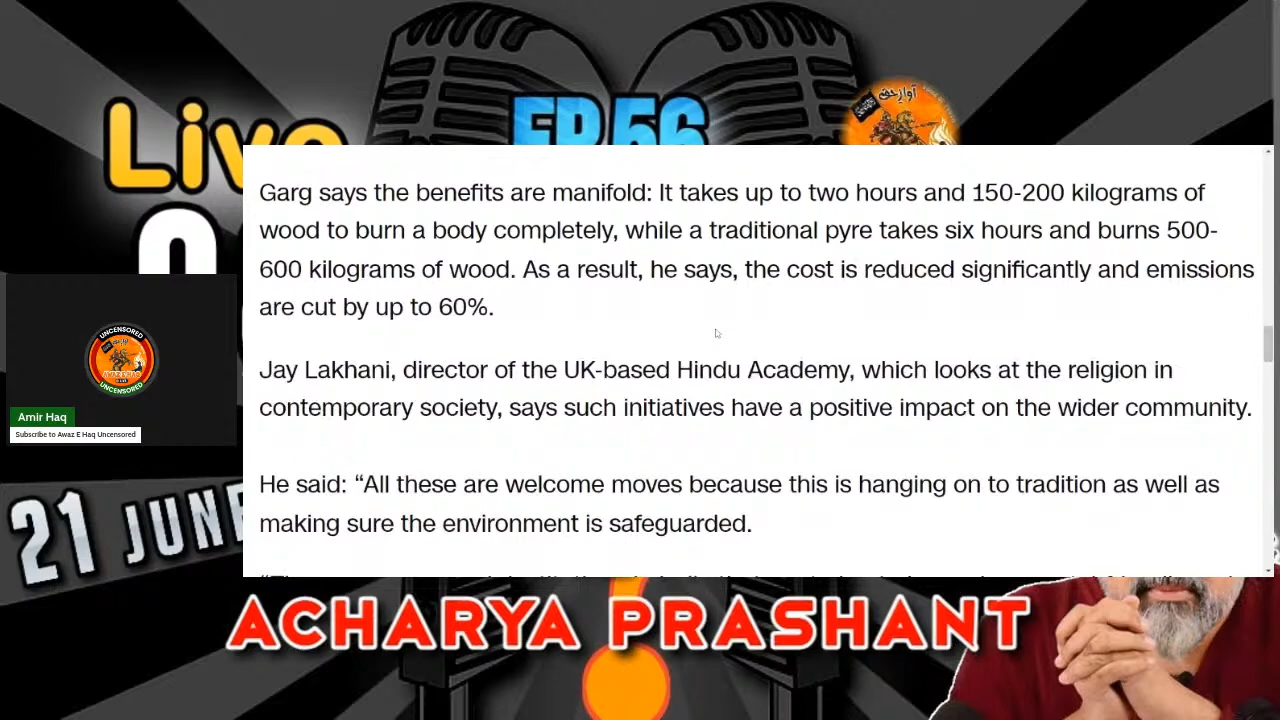 Live
EP 56
آوازِ حق
Garg says the benefits are manifold: It takes up to two hours and 150-200 kilograms of
wood to burn a body completely, while a traditional pyre takes six hours and burns 500-
600 kilograms of wood. As a result, he says, the cost is reduced significantly and emissions
are cut by up to 60%.
Jay Lakhani, director of the UK-based Hindu Academy, which looks at the religion in
contemporary society, says such initiatives have a positive impact on the wider community.
He said: “All these are welcome moves because this is hanging on to tradition as well as
making sure the environment is safeguarded.
UNCENSORED
UNCENSORED
Amir Haq
Subscribe to Awaz E Haq Uncensored
21 JUNE
ACHARYA PRASHANT